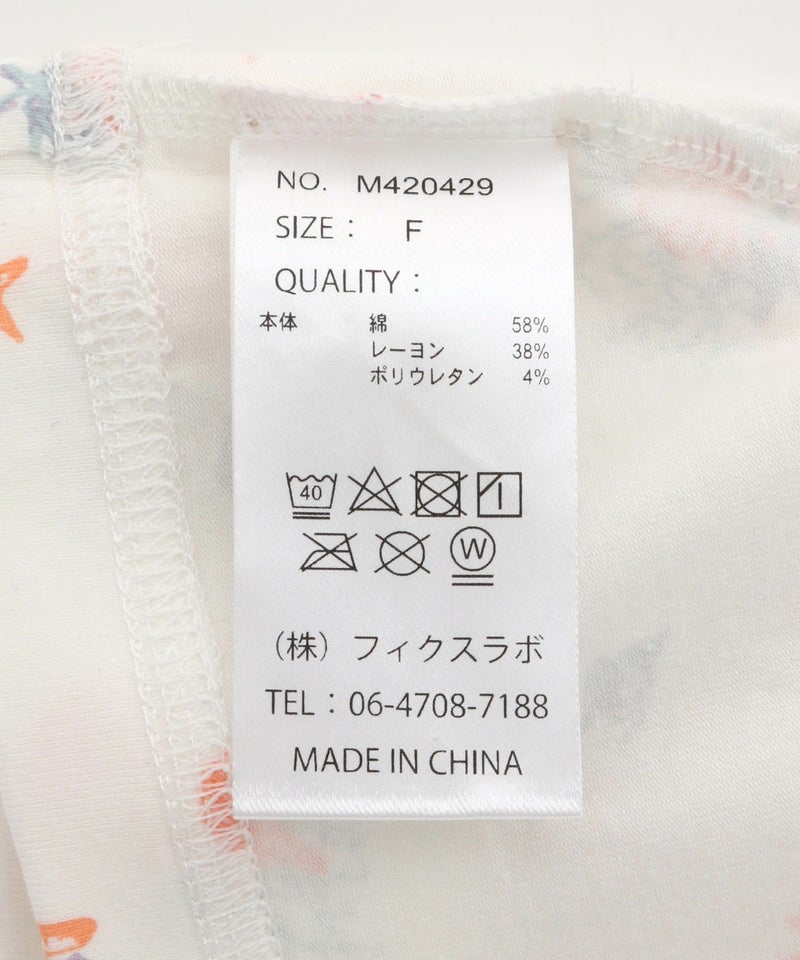 NO. M420429
SIZE： F
QUALITY：
本体 綿 58%
レーヨン 38%
ポリウレタン 4%
40
W
（株）フィクスラボ
TEL：06-4708-7188
MADE IN CHINA